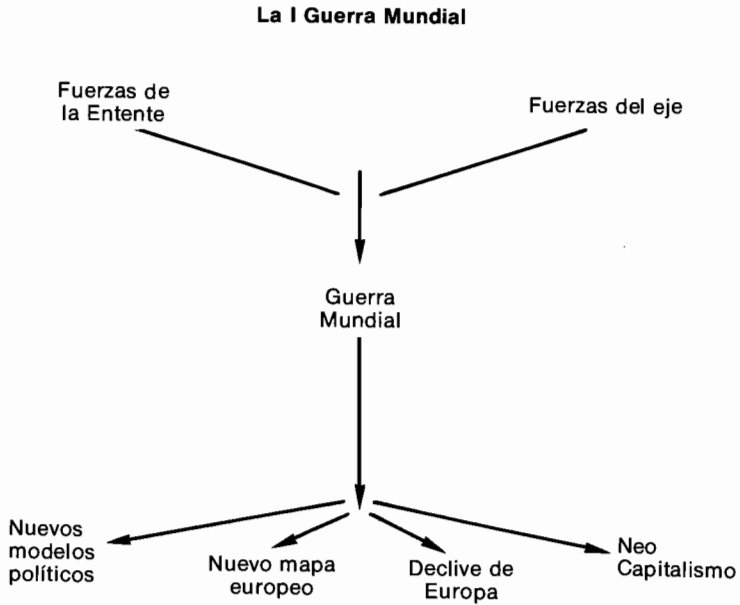 La I Guerra Mundial
Fuerzas de
la Entente
Fuerzas del eje
Guerra
Mundial
Nuevos
modelos
políticos
Nuevo mapa
europeo
Declive de
Europa
Neo
Capitalismo